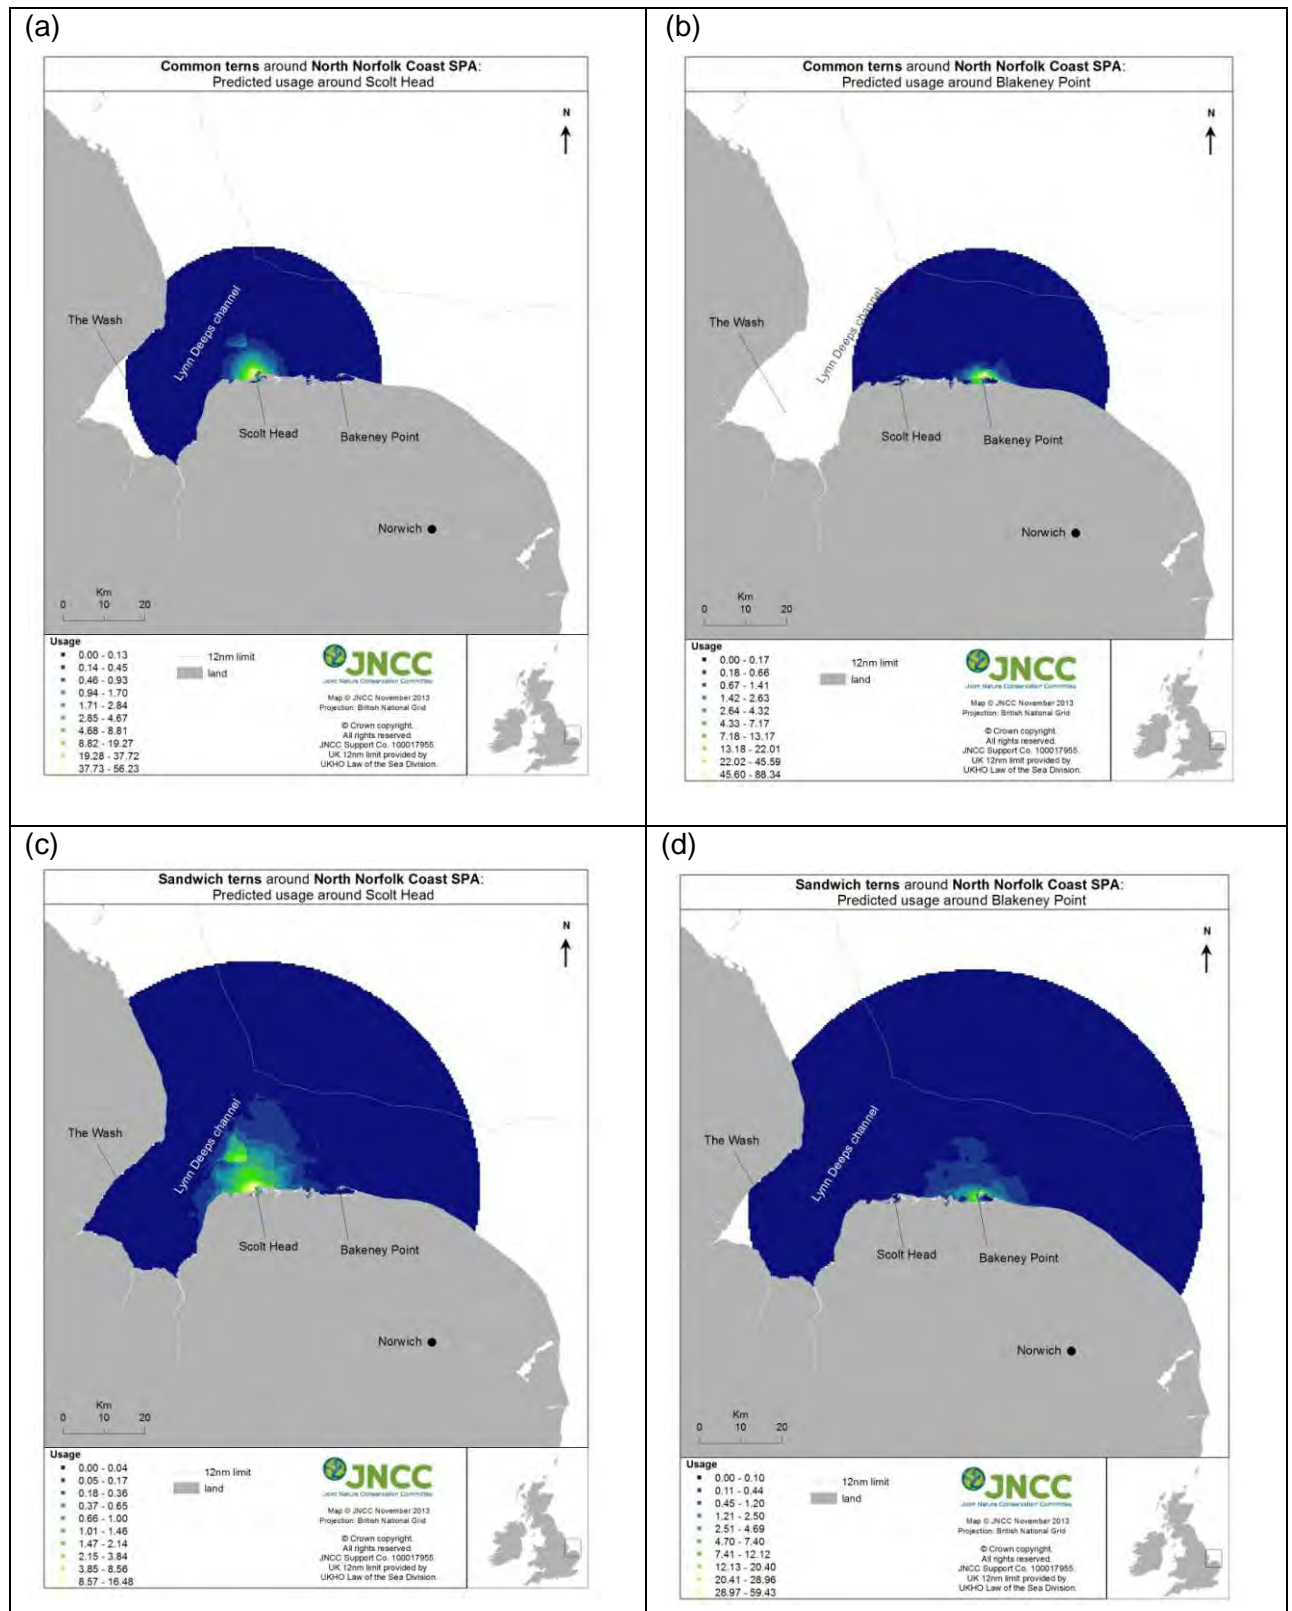 (a)
Common terns around North Norfolk Coast SPA:
Predicted usage around Scolt Head
N
Lynn Deeps channel
The Wash
Scolt Head
Bakeney Point
Norwich
Km
0 10 20
Usage
0.00 - 0.13
0.14 - 0.45
0.46 - 0.93
0.94 - 1.70
1.71 - 2.84
2.85 - 4.67
4.68 - 8.81
8.82 - 19.27
19.28 - 37.72
37.73 - 56.23
12nm limit
land
JNCC
Joint Nature Conservation Committee
Map © JNCC November 2013
Projection: British National Grid
© Crown copyright.
All rights reserved.
JNCC Support Co. 100017955.
UK 12nm limit provided by
UKHO Law of the Sea Division.
(b)
Common terns around North Norfolk Coast SPA:
Predicted usage around Blakeney Point
N
Lynn Deeps channel
The Wash
Scolt Head
Bakeney Point
Norwich
Km
0 10 20
Usage
0.00 - 0.17
0.18 - 0.66
0.67 - 1.41
1.42 - 2.63
2.64 - 4.32
4.33 - 7.17
7.18 - 13.17
13.18 - 22.01
22.02 - 45.59
45.60 - 88.34
12nm limit
land
JNCC
Joint Nature Conservation Committee
Map © JNCC November 2013
Projection: British National Grid
© Crown copyright.
All rights reserved.
JNCC Support Co. 100017955.
UK 12nm limit provided by
UKHO Law of the Sea Division.
(c)
Sandwich terns around North Norfolk Coast SPA:
Predicted usage around Scolt Head
N
Lynn Deeps channel
The Wash
Scolt Head
Bakeney Point
Norwich
Km
0 10 20
Usage
0.00 - 0.04
0.05 - 0.17
0.18 - 0.36
0.37 - 0.65
0.66 - 1.00
1.01 - 1.46
1.47 - 2.14
2.15 - 3.84
3.85 - 8.56
8.57 - 16.48
12nm limit
land
JNCC
Joint Nature Conservation Committee
Map © JNCC November 2013
Projection: British National Grid
© Crown copyright.
All rights reserved.
JNCC Support Co. 100017955.
UK 12nm limit provided by
UKHO Law of the Sea Division.
(d)
Sandwich terns around North Norfolk Coast SPA:
Predicted usage around Blakeney Point
N
Lynn Deeps channel
The Wash
Scolt Head
Bakeney Point
Norwich
Km
0 10 20
Usage
0.00 - 0.10
0.11 - 0.44
0.45 - 1.20
1.21 - 2.50
2.51 - 4.69
4.70 - 7.40
7.41 - 12.12
12.13 - 20.40
20.41 - 28.96
28.97 - 59.43
12nm limit
land
JNCC
Joint Nature Conservation Committee
Map © JNCC November 2013
Projection: British National Grid
© Crown copyright.
All rights reserved.
JNCC Support Co. 100017955.
UK 12nm limit provided by
UKHO Law of the Sea Division.